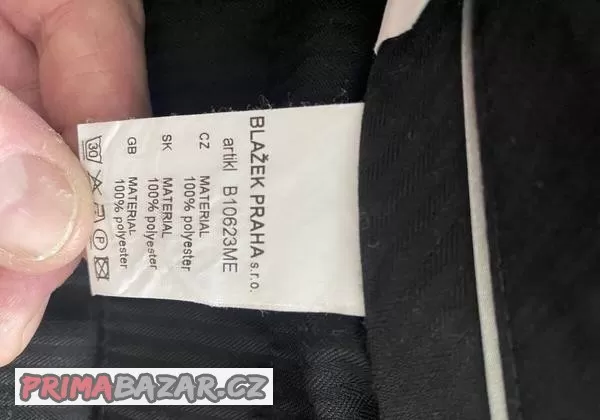 BLAŽEK PRAHA s.r.o.
artikl B10623ME
CZ MATERIAL
100% polyester
SK MATERIAL
100% polyester
GB MATERIAL
100% polyester
30 P
PRIMABAZAR.CZ